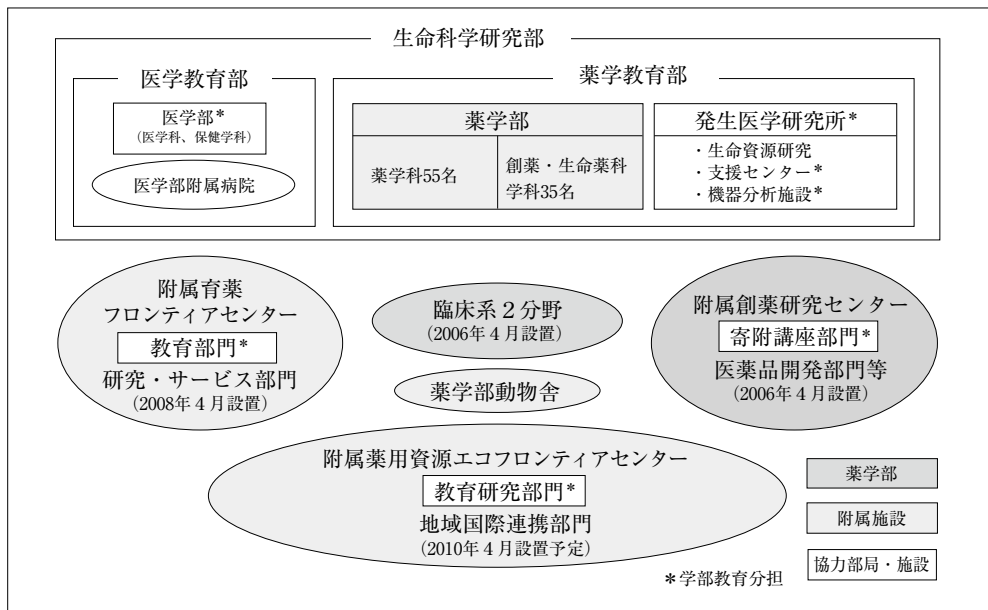 生命科学研究部
医学教育部
医学部*
(医学科、保健学科)
医学部附属病院
薬学教育部
薬学部
薬学科55名
創薬・生命薬科
学科35名
発生医学研究所*
・生命資源研究
・支援センター*
・機器分析施設*
附属育薬
フロンティアセンター
教育部門*
研究・サービス部門
(2008年４月設置)
臨床系２分野
(2006年４月設置)
薬学部動物舎
附属創薬研究センター
寄附講座部門*
医薬品開発部門等
(2006年４月設置)
附属薬用資源エコフロンティアセンター
教育研究部門*
地域国際連携部門
(2010年４月設置予定)
薬学部
附属施設
協力部局・施設
*学部教育分担